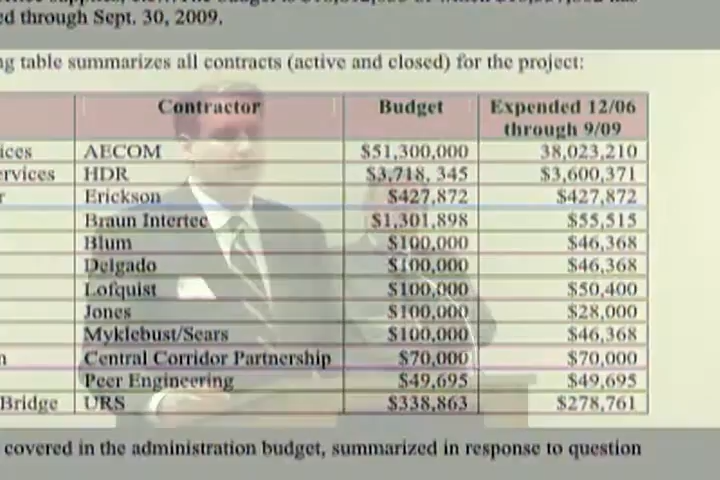 ed through Sept. 30, 2009.
ng table summarizes all contracts (active and closed) for the project:
Contractor Budget Expended 12/06
through 9/09
ices AECOM $51,300,000 38,023,210
ervices HDR $3,718, 345 $3,600,371
r Erickson $427,872 $427,872
Braun Intertec $1,301,898 $55,515
Blum $100,000 $46,368
Delgado $100,000 $46,368
Lofquist $100,000 $50,400
Jones $100,000 $28,000
Myklebust/Sears $100,000 $46,368
n Central Corridor Partnership $70,000 $70,000
Peer Engineering $49,695 $49,695
Bridge URS $338,863 $278,761
covered in the administration budget, summarized in response to question